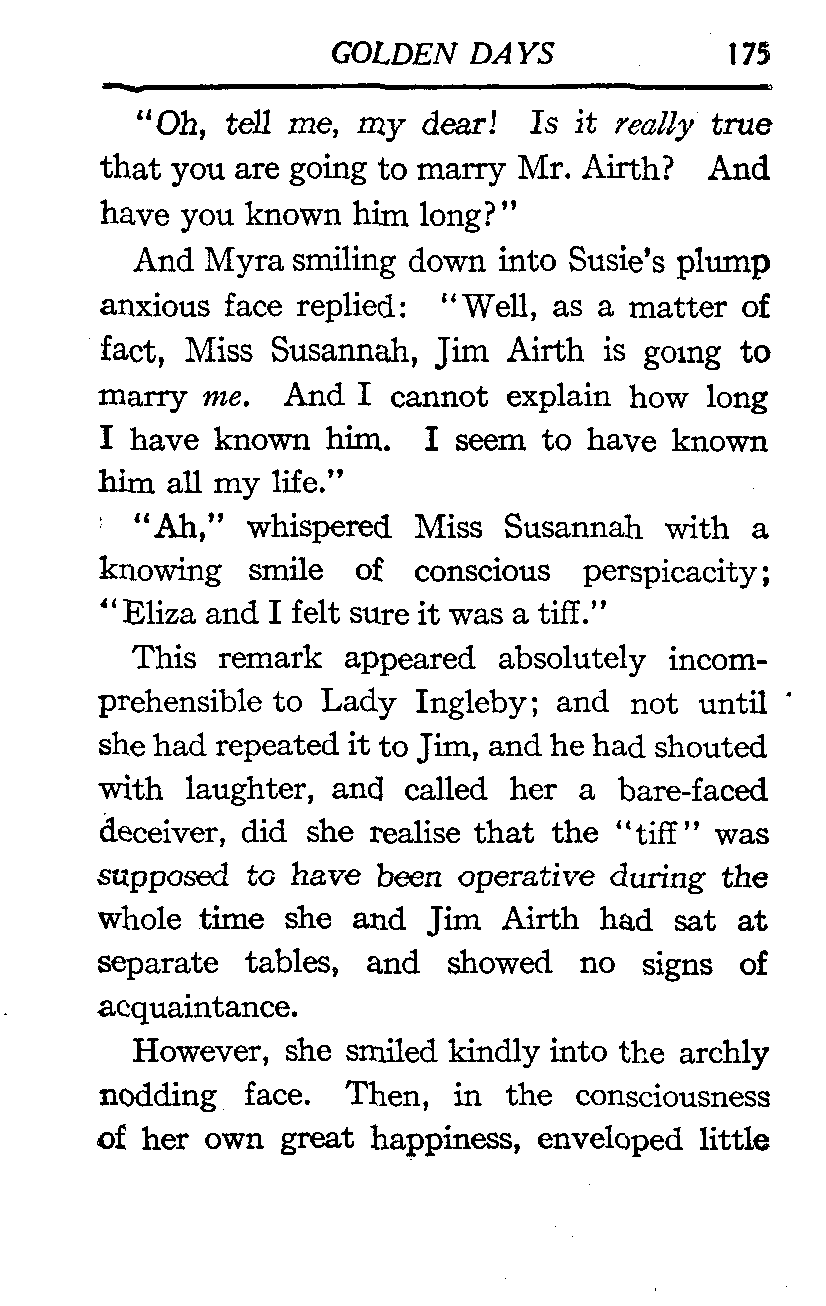 GOLDEN DAYS 175
“Oh, tell me, my dear! Is it really true
that you are going to marry Mr. Airth? And
have you known him long?”
And Myra smiling down into Susie’s plump
anxious face replied: “Well, as a matter of
fact, Miss Susannah, Jim Airth is going to
marry me. And I cannot explain how long
I have known him. I seem to have known
him all my life.”
“Ah,” whispered Miss Susannah with a
knowing smile of conscious perspicacity;
“Eliza and I felt sure it was a tiff.”
This remark appeared absolutely incom-
prehensible to Lady Ingleby; and not until
she had repeated it to Jim, and he had shouted
with laughter, and called her a bare-faced
deceiver, did she realise that the “tiff” was
supposed to have been operative during the
whole time she and Jim Airth had sat at
separate tables, and showed no signs of
acquaintance.
However, she smiled kindly into the archly
nodding face. Then, in the consciousness
of her own great happiness, enveloped little